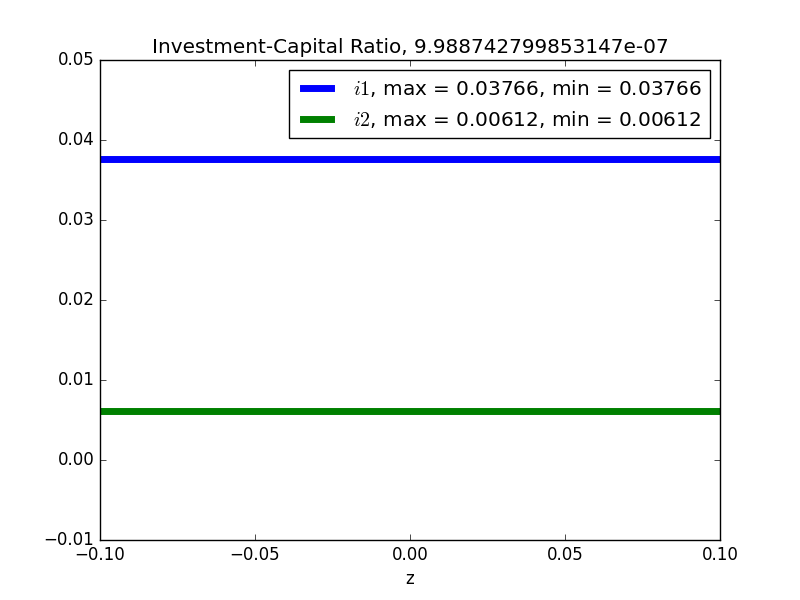 Investment-Capital Ratio, 9.988742799853147e-07
i1, max = 0.03766, min = 0.03766
i2, max = 0.00612, min = 0.00612
0.05
0.04
0.03
0.02
0.01
0.00
−0.01
−0.10 −0.05 0.00 0.05 0.10
z